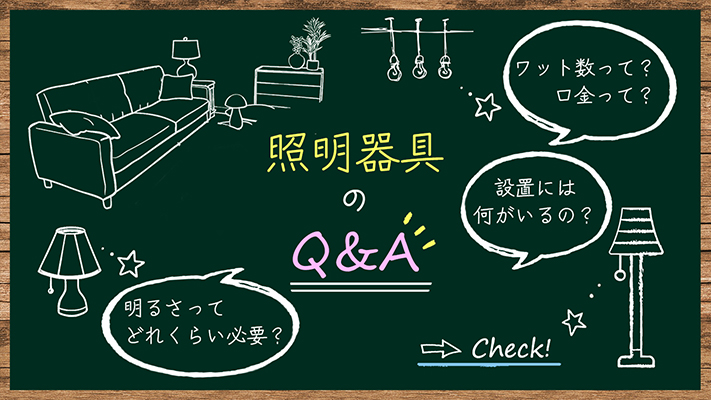 ワット数って？
口金って？
照明器具
の
Q&A
設置には
何がいるの？
明るさって
どれくらい必要？
Check!